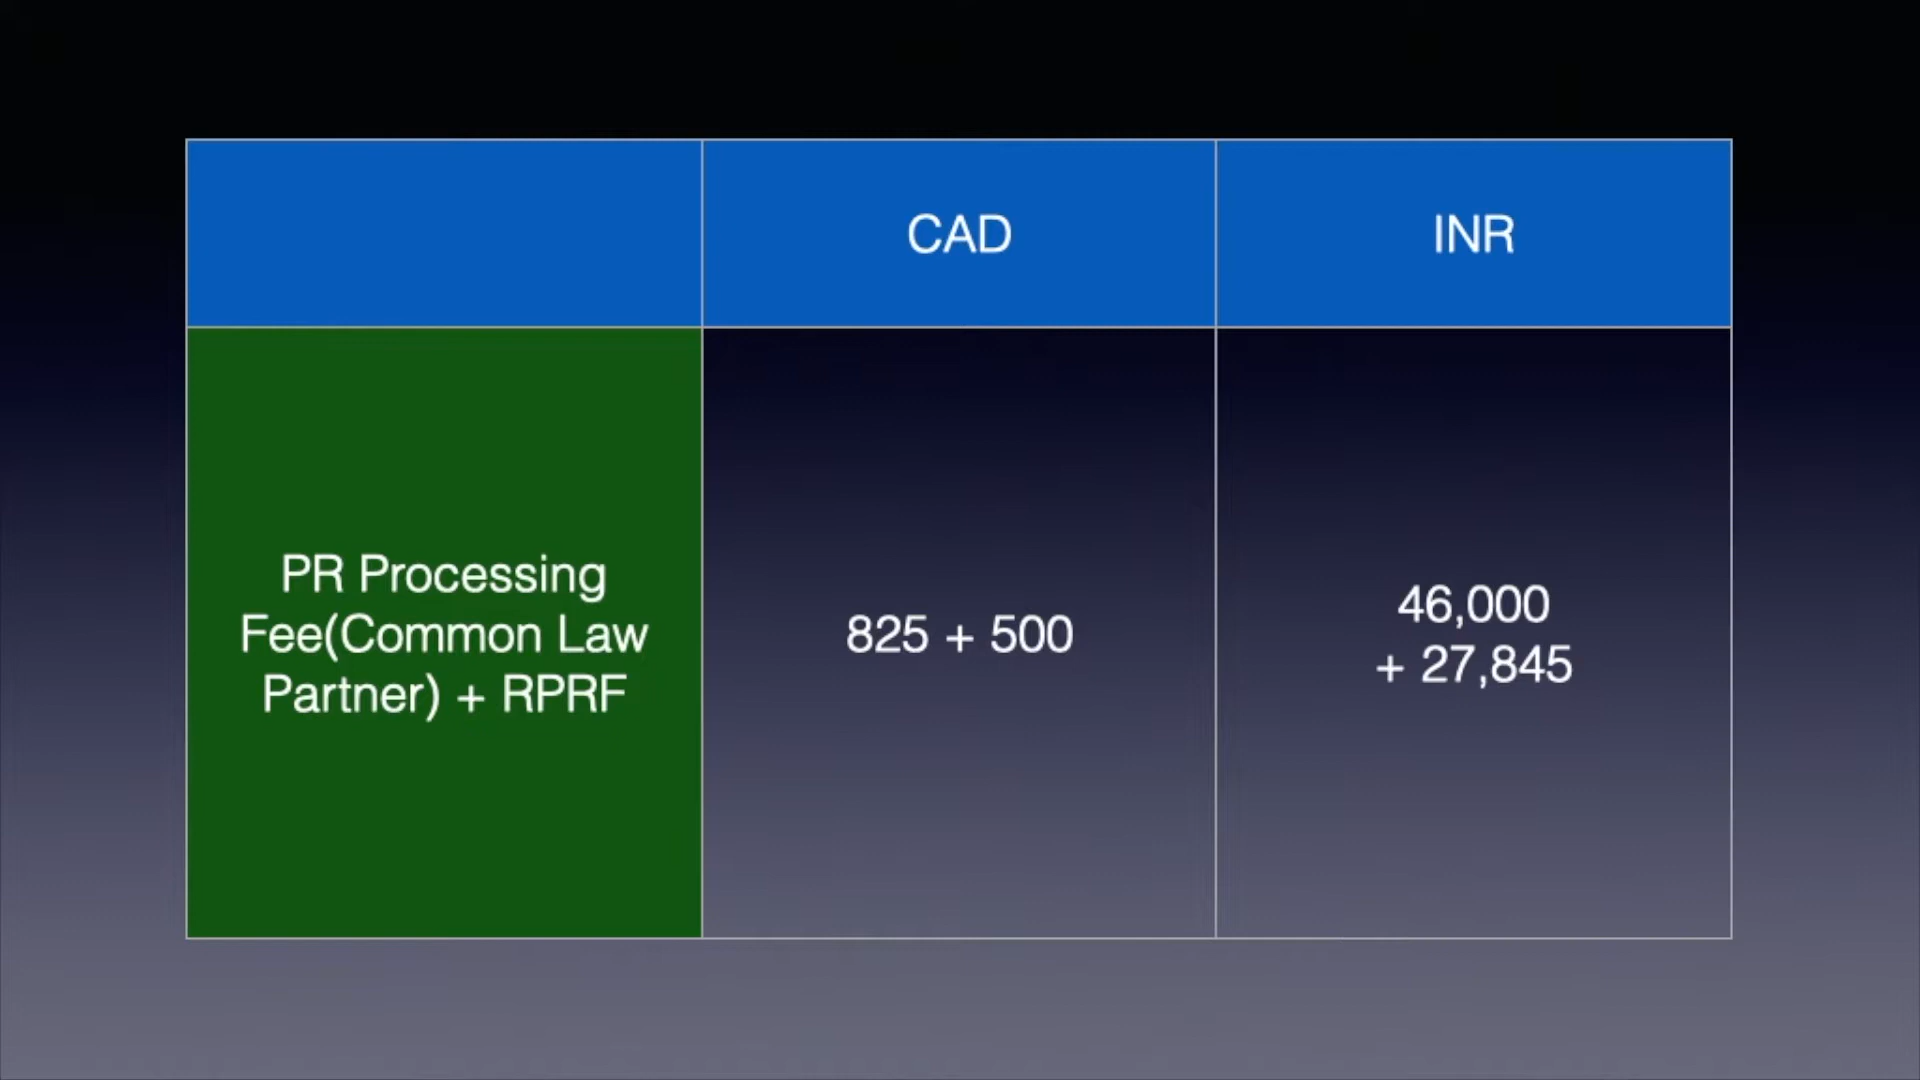 CAD
INR
PR Processing
Fee(Common Law
Partner) + RPRF
825 + 500
46,000
+ 27,845